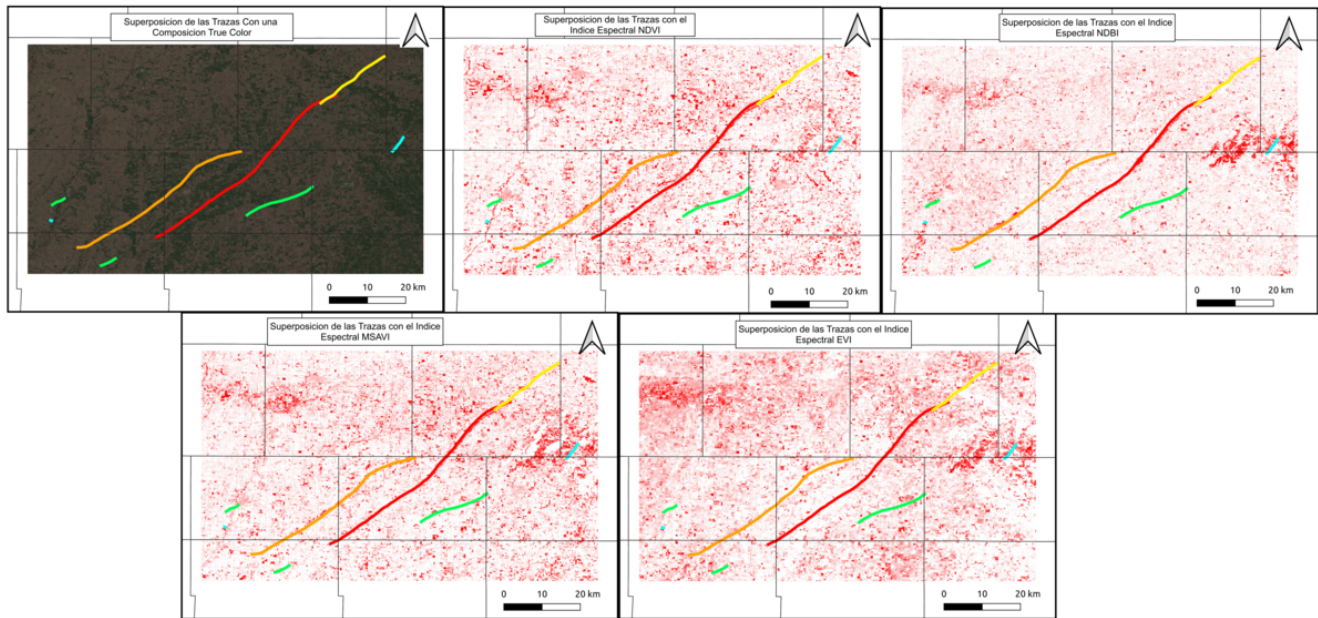 Superposicion de las Trazas Con una
Composicion True Color
0 10 20 km
Superposicion de las Trazas con el
Indice Espectral NDVI
0 10 20 km
Superposicion de las Trazas con el Indice
Espectral NDBI
0 10 20 km
Superposicion de las Trazas con el Indice
Espectral MSAVI
0 10 20 km
Superposicion de las Trazas con el Indice
Espectral EVI
0 10 20 km